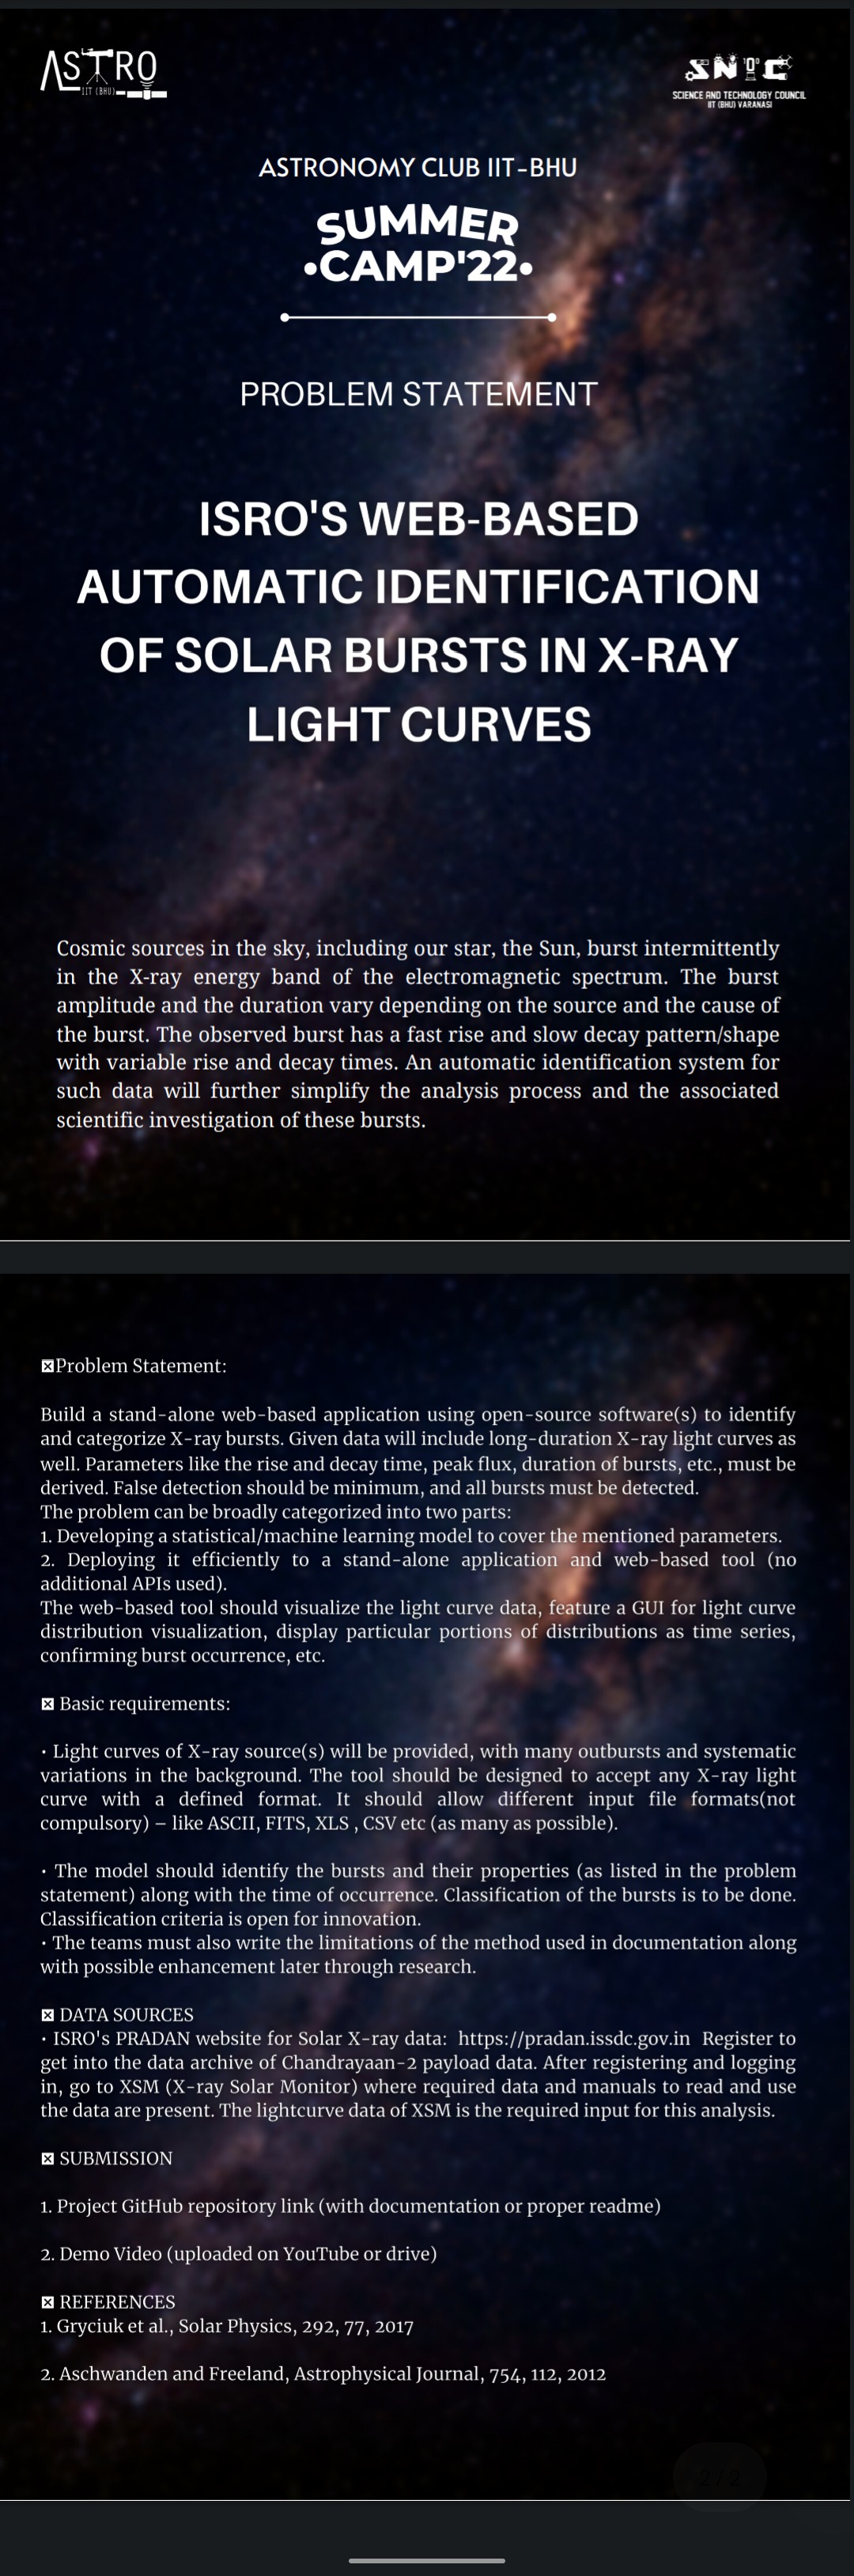 ASTRO
IIT (BHU)
SNTC
SCIENCE AND TECHNOLOGY COUNCIL
IIT (BHU) VARANASI
ASTRONOMY CLUB IIT-BHU
SUMMER
•CAMP'22•
PROBLEM STATEMENT
ISRO'S WEB-BASED
AUTOMATIC IDENTIFICATION
OF SOLAR BURSTS IN X-RAY
LIGHT CURVES
Cosmic sources in the sky, including our star, the Sun, burst intermittently
in the X-ray energy band of the electromagnetic spectrum. The burst
amplitude and the duration vary depending on the source and the cause of
the burst. The observed burst has a fast rise and slow decay pattern/shape
with variable rise and decay times. An automatic identification system for
such data will further simplify the analysis process and the associated
scientific investigation of these bursts.
Problem Statement:
Build a stand-alone web-based application using open-source software(s) to identify
and categorize X-ray bursts. Given data will include long-duration X-ray light curves as
well. Parameters like the rise and decay time, peak flux, duration of bursts, etc., must be
derived. False detection should be minimum, and all bursts must be detected.
The problem can be broadly categorized into two parts:
1. Developing a statistical/machine learning model to cover the mentioned parameters.
2. Deploying it efficiently to a stand-alone application and web-based tool (no
additional APIs used).
The web-based tool should visualize the light curve data, feature a GUI for light curve
distribution visualization, display particular portions of distributions as time series,
confirming burst occurrence, etc.
Basic requirements:
• Light curves of X-ray source(s) will be provided, with many outbursts and systematic
variations in the background. The tool should be designed to accept any X-ray light
curve with a defined format. It should allow different input file formats(not
compulsory) – like ASCII, FITS, XLS , CSV etc (as many as possible).
• The model should identify the bursts and their properties (as listed in the problem
statement) along with the time of occurrence. Classification of the bursts is to be done.
Classification criteria is open for innovation.
• The teams must also write the limitations of the method used in documentation along
with possible enhancement later through research.
DATA SOURCES
• ISRO's PRADAN website for Solar X-ray data: https://pradan.issdc.gov.in Register to
get into the data archive of Chandrayaan-2 payload data. After registering and logging
in, go to XSM (X-ray Solar Monitor) where required data and manuals to read and use
the data are present. The lightcurve data of XSM is the required input for this analysis.
SUBMISSION
1. Project GitHub repository link (with documentation or proper readme)
2. Demo Video (uploaded on YouTube or drive)
REFERENCES
1. Gryciuk et al., Solar Physics, 292, 77, 2017
2. Aschwanden and Freeland, Astrophysical Journal, 754, 112, 2012
2 / 2